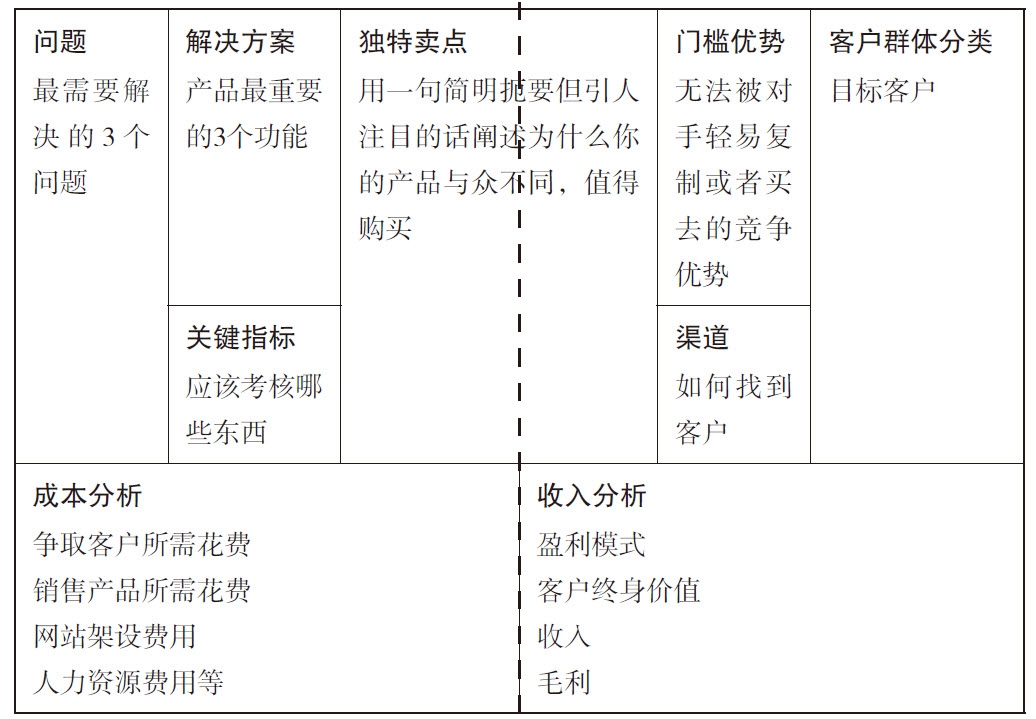 问题
最需要解
决的3个
问题
解决方案
产品最重要
的3个功能
关键指标
应该考核哪
些东西
独特卖点
用一句简明扼要但引人
注目的话阐述为什么你
的产品与众不同，值得
购买
门槛优势
无法被对
手轻易复
制或者买
去的竞争
优势
渠道
如何找到
客户
客户群体分类
目标客户
成本分析
争取客户所需花费
销售产品所需花费
网站架设费用
人力资源费用等
收入分析
盈利模式
客户终身价值
收入
毛利